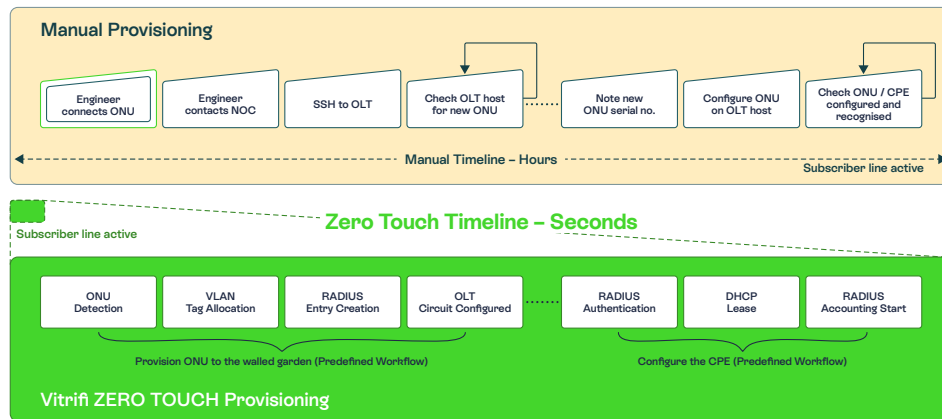 Manual Provisioning
Engineer
connects ONU
Engineer
contacts NOC
SSH to OLT
Check OLT host
for new ONU
Note new
ONU serial no.
Configure ONU
on OLT host
Check ONU / CPE
configured and
recognised
Manual Timeline – Hours
Subscriber line active
Zero Touch Timeline – Seconds
Subscriber line active
ONU
Detection
VLAN
Tag Allocation
RADIUS
Entry Creation
OLT
Circuit Configured
RADIUS
Authentication
DHCP
Lease
RADIUS
Accounting Start
Provision ONU to the walled garden (Predefined Workflow)
Configure the CPE (Predefined Workflow)
Vitrifi ZERO TOUCH Provisioning